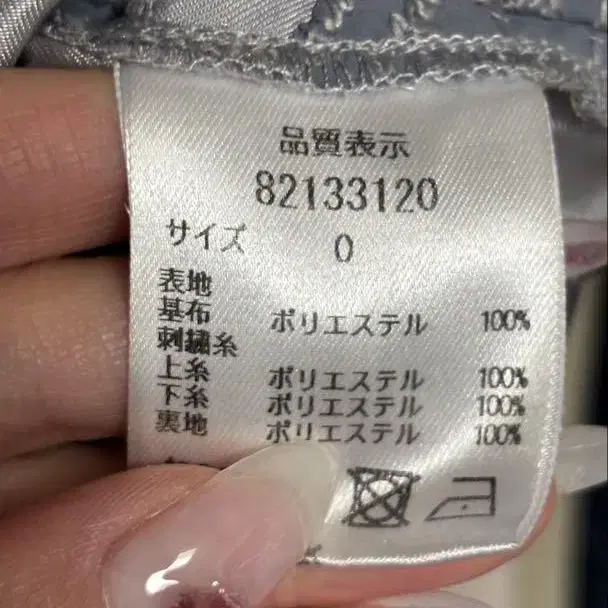 品質表示
82133120
サイズ 0
表地
基布 ポリエステル 100%
刺繍糸
上糸 ポリエステル 100%
下糸 ポリエステル 100%
裏地 ポリエステル 100%